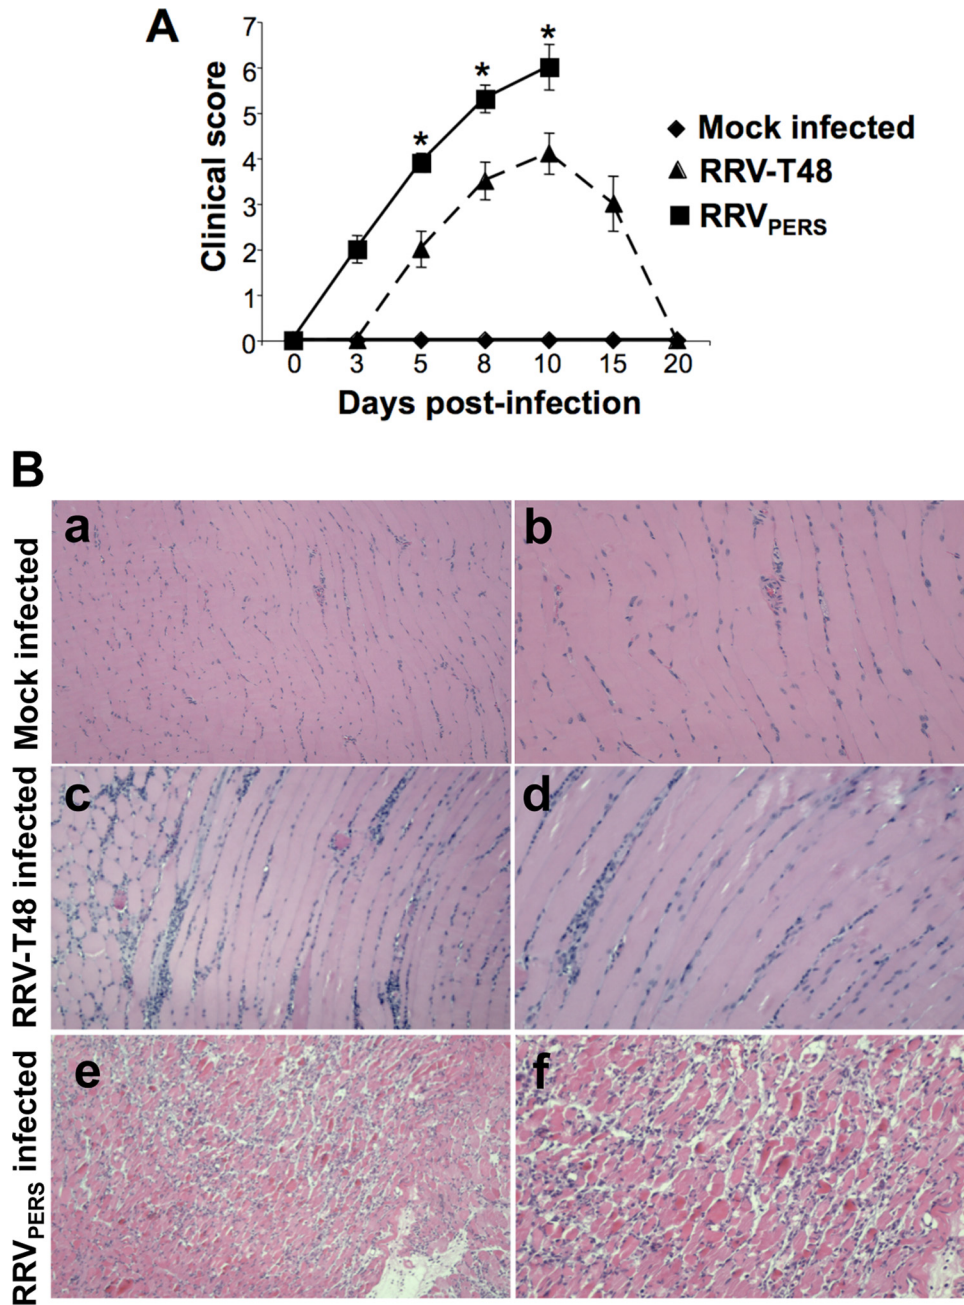 A
7
6
5
4
3
2
1
0
Clinical score
*
*
*
0 3 5 8 10 15 20
Days post-infection
Mock infected
RRV-T48
RRVPERS
B
Mock infected
a
b
RRV-T48 infected
c
d
RRVPERS infected
e
f